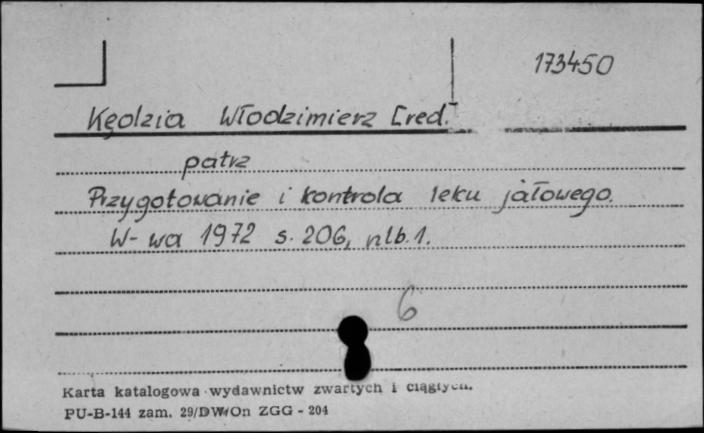 173450
Kędzia Włodzimierz [red.]
patrz
Przygotowanie i kontrola leku jałowego.
W-wa 1972 s. 206, nlb. 1.
6
Karta katalogowa wydawnictw zwartych i ciągłych.
PU-B-144 zam. 29/DW/On ZGG - 204